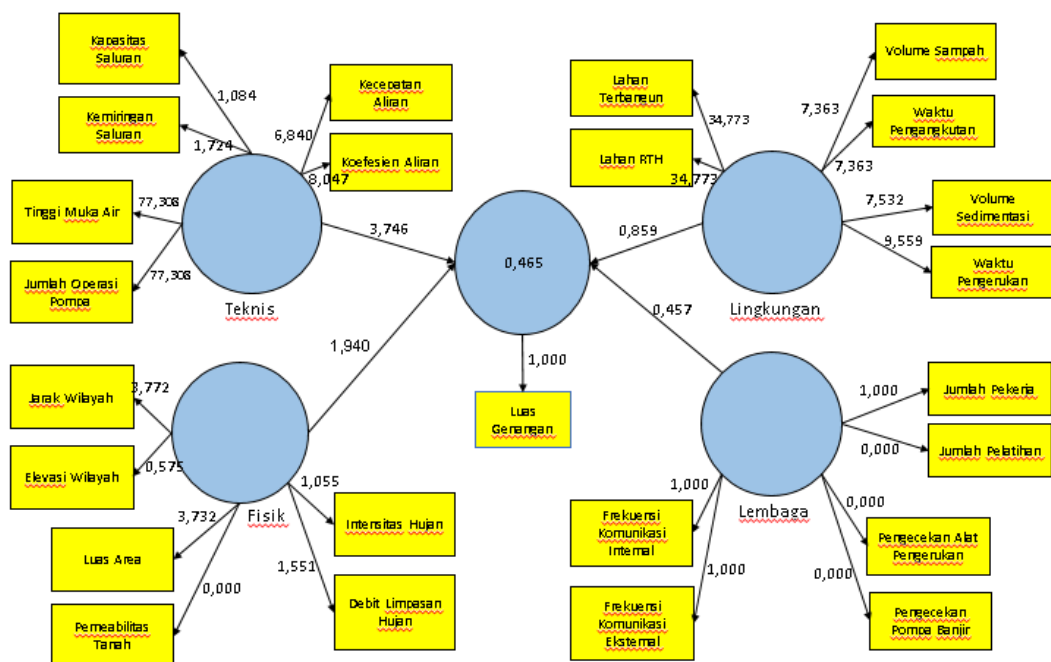 Kapasitas
Saluran
1,084
Kemiringan
Saluran
1,724
Kecepatan
Aliran
6,840
Koefesien Aliran
8,047
Tinggi Muka Air
77,308
Jumlah Operasi
Pompa
77,308
Teknis
3,746
0,465
0,859
Lahan
Terbangun
34,773
Lahan RTH
34,773
Volume Sampah
7,363
Waktu
Pengangkutan
7,363
Volume
Sedimentasi
7,532
Waktu
Pengerukan
9,559
Lingkungan
1,940
0,457
1,000
Luas
Genangan
Jarak Wilayah
3,772
Elevasi Wilayah
0,575
Fisik
Luas Area
3,732
Pemeabilitas
Tanah
0,000
Intensitas Hujan
1,055
Debit Limpasan
Hujan
1,551
Jumlah Pekerja
1,000
Jumlah Pelatihan
0,000
Lembaga
Frekuensi
Komunikasi
Internal
1,000
Frekuensi
Komunikasi
Eksternal
1,000
Pengecekan Alat
Pengerukan
0,000
Pengecekan
Pompa Banjir
0,000